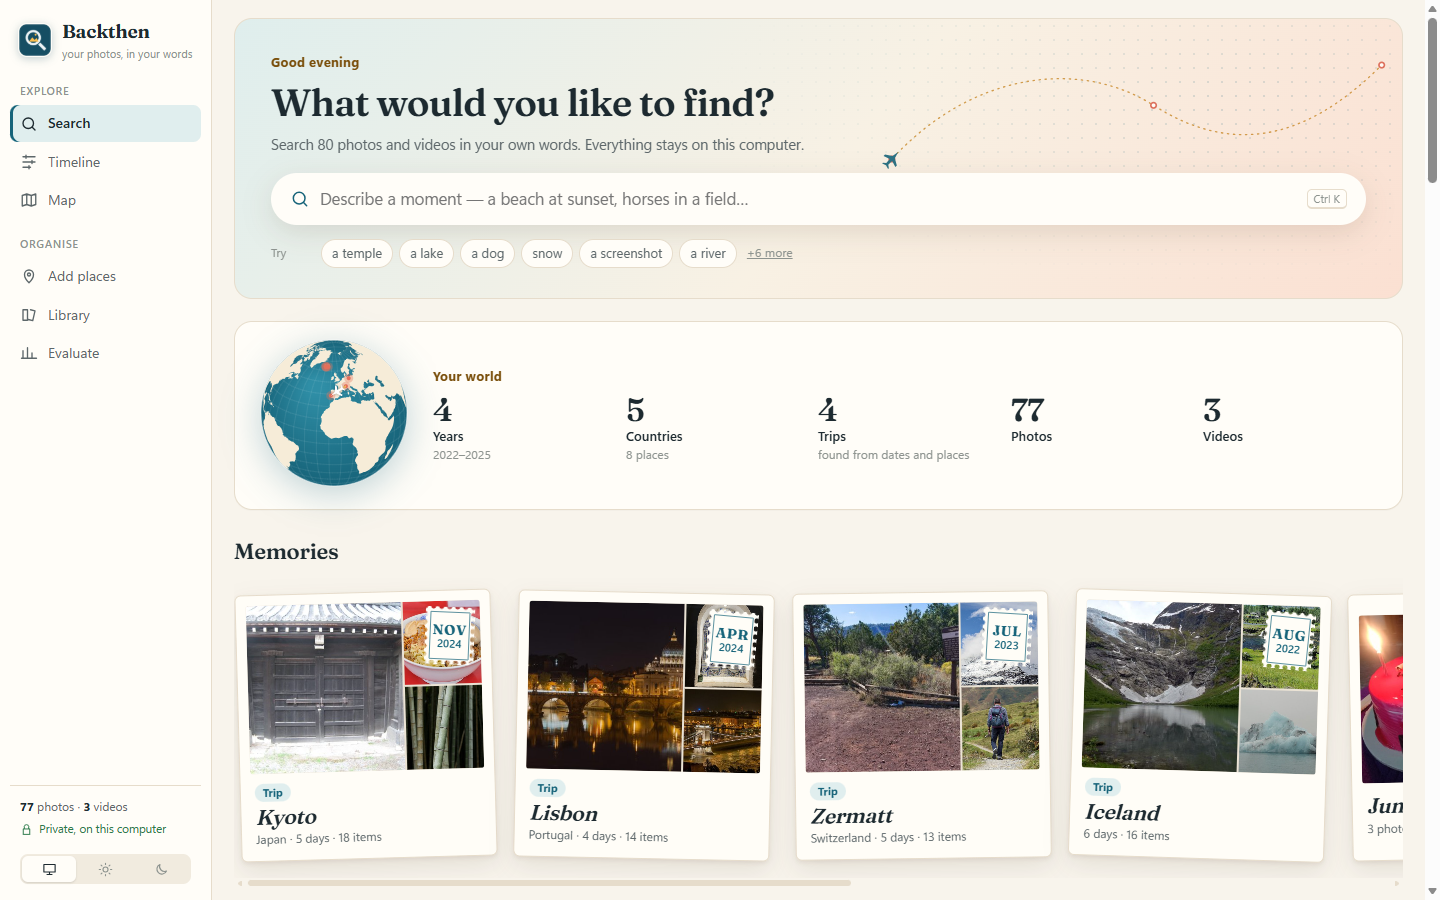 Backthen
your photos, in your words
EXPLORE
Search
Timeline
Map
ORGANISE
Add places
Library
Evaluate
77 photos · 3 videos
Private, on this computer
Good evening
What would you like to find?
Search 80 photos and videos in your own words. Everything stays on this computer.
Describe a moment — a beach at sunset, horses in a field...
Ctrl K
Try
a temple
a lake
a dog
snow
a screenshot
a river
+6 more
Your world
4
Years
2022–2025
5
Countries
8 places
4
Trips
found from dates and places
77
Photos
3
Videos
Memories
NOV
2024
Trip
Kyoto
Japan · 5 days · 18 items
APR
2024
Trip
Lisbon
Portugal · 4 days · 14 items
JUL
2023
Trip
Zermatt
Switzerland · 5 days · 13 items
AUG
2022
Trip
Iceland
6 days · 16 items